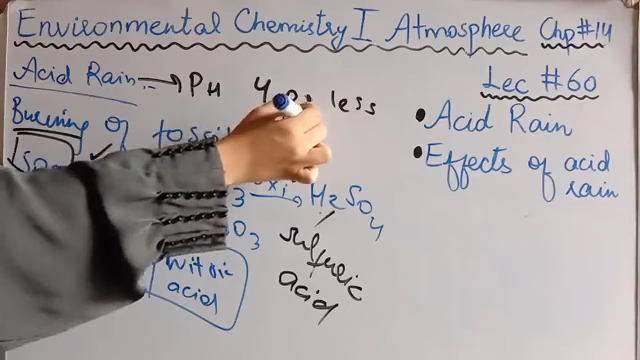 Environmental Chemistry I Atmosphere Chp#14
Lec #60
Acid Rain → PH 4 less
• Acid Rain
• Effects of acid rain
Burning of
3 → H2SO4
sulfuric acid
O3
Nitric acid